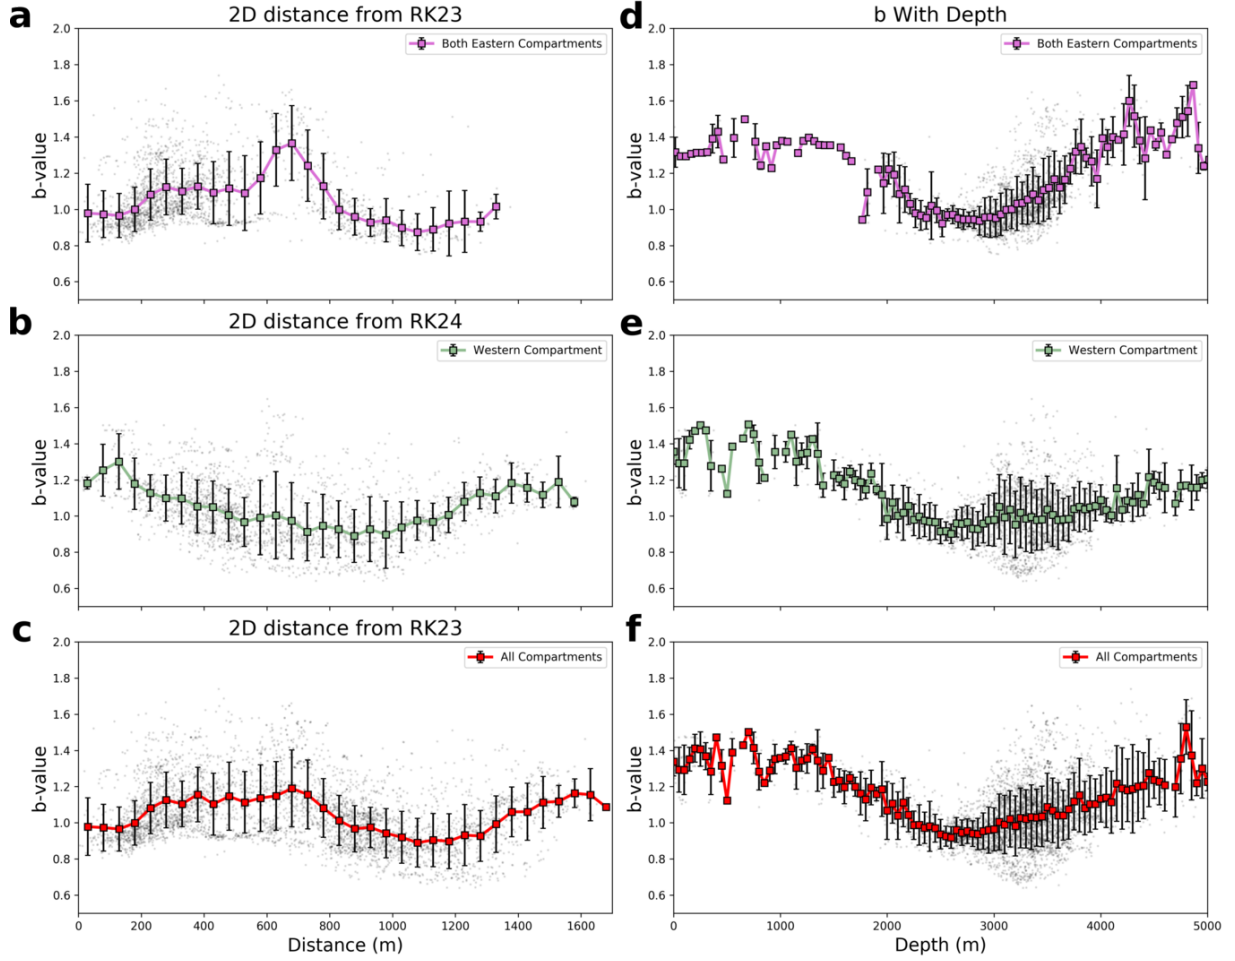 a
2D distance from RK23
2.0
1.8
1.6
1.4
1.2
1.0
0.8
0.6
b-value
Both Eastern Compartments
d
b With Depth
2.0
1.8
1.6
1.4
1.2
1.0
0.8
0.6
b-value
Both Eastern Compartments
b
2D distance from RK24
2.0
1.8
1.6
1.4
1.2
1.0
0.8
0.6
b-value
Western Compartment
e
2.0
1.8
1.6
1.4
1.2
1.0
0.8
0.6
b-value
Western Compartment
c
2D distance from RK23
2.0
1.8
1.6
1.4
1.2
1.0
0.8
0.6
b-value
All Compartments
0 200 400 600 800 1000 1200 1400 1600
Distance (m)
f
2.0
1.8
1.6
1.4
1.2
1.0
0.8
0.6
b-value
All Compartments
0 1000 2000 3000 4000 5000
Depth (m)